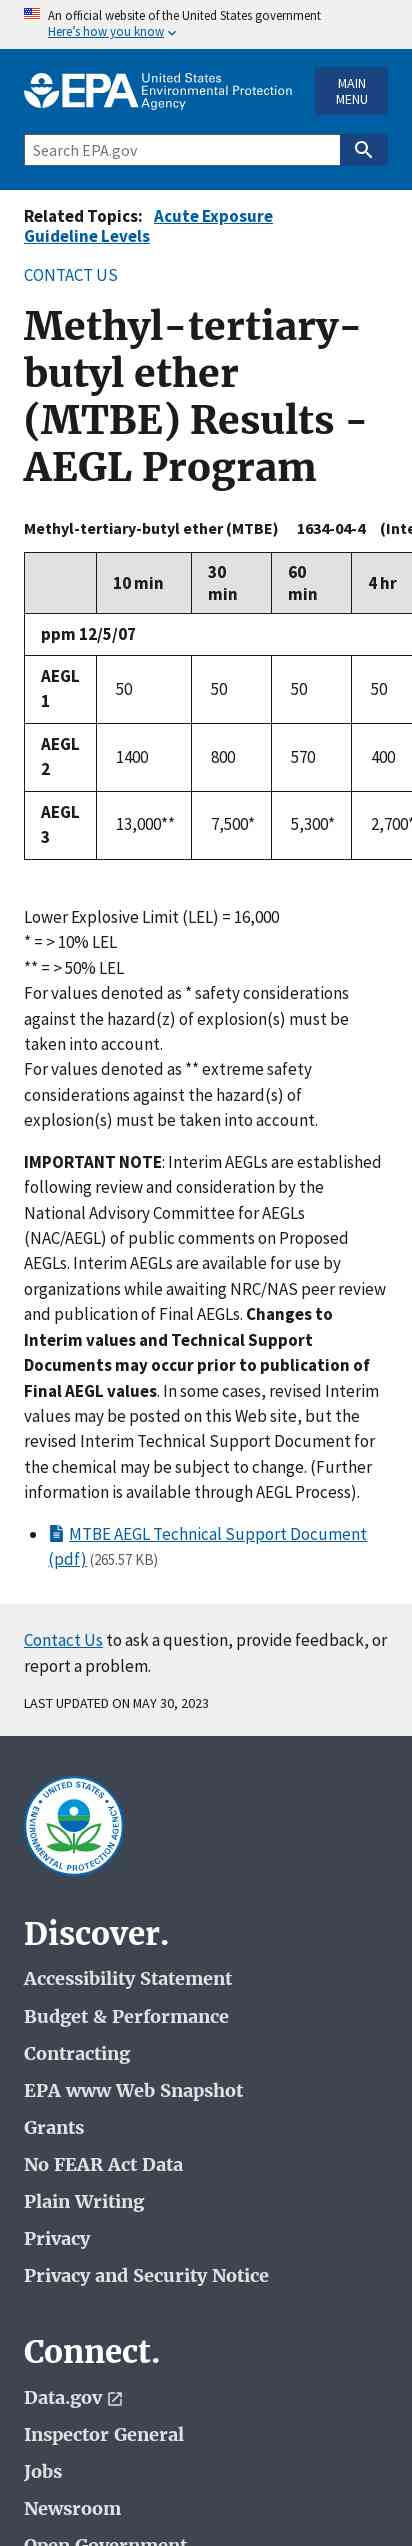 An official website of the United States government
Here's how you know
EPA United States
Environmental Protection
Agency
MAIN
MENU
Search EPA.gov
Related Topics: Acute Exposure
Guideline Levels
CONTACT US
Methyl-tertiary-
butyl ether
(MTBE) Results -
AEGL Program
Methyl-tertiary-butyl ether (MTBE) 1634-04-4
10 min 30 min 60 min 4 hr
ppm 12/5/07
AEGL 1 50 50 50 50
AEGL 2 1400 800 570 400
AEGL 3 13,000** 7,500* 5,300* 2,700*
Lower Explosive Limit (LEL) = 16,000
* = > 10% LEL
** = > 50% LEL
For values denoted as * safety considerations
against the hazard(z) of explosion(s) must be
taken into account.
For values denoted as ** extreme safety
considerations against the hazard(s) of
explosion(s) must be taken into account.
IMPORTANT NOTE: Interim AEGLs are established
following review and consideration by the
National Advisory Committee for AEGLs
(NAC/AEGL) of public comments on Proposed
AEGLs. Interim AEGLs are available for use by
organizations while awaiting NRC/NAS peer review
and publication of Final AEGLs. Changes to
Interim values and Technical Support
Documents may occur prior to publication of
Final AEGL values. In some cases, revised Interim
values may be posted on this Web site, but the
revised Interim Technical Support Document for
the chemical may be subject to change. (Further
information is available through AEGL Process).
MTBE AEGL Technical Support Document
(pdf) (265.57 KB)
Contact Us to ask a question, provide feedback, or
report a problem.
LAST UPDATED ON MAY 30, 2023
UNITED STATES
ENVIRONMENTAL PROTECTION AGENCY
Discover.
Accessibility Statement
Budget & Performance
Contracting
EPA www Web Snapshot
Grants
No FEAR Act Data
Plain Writing
Privacy
Privacy and Security Notice
Connect.
Data.gov
Inspector General
Jobs
Newsroom
Open Government